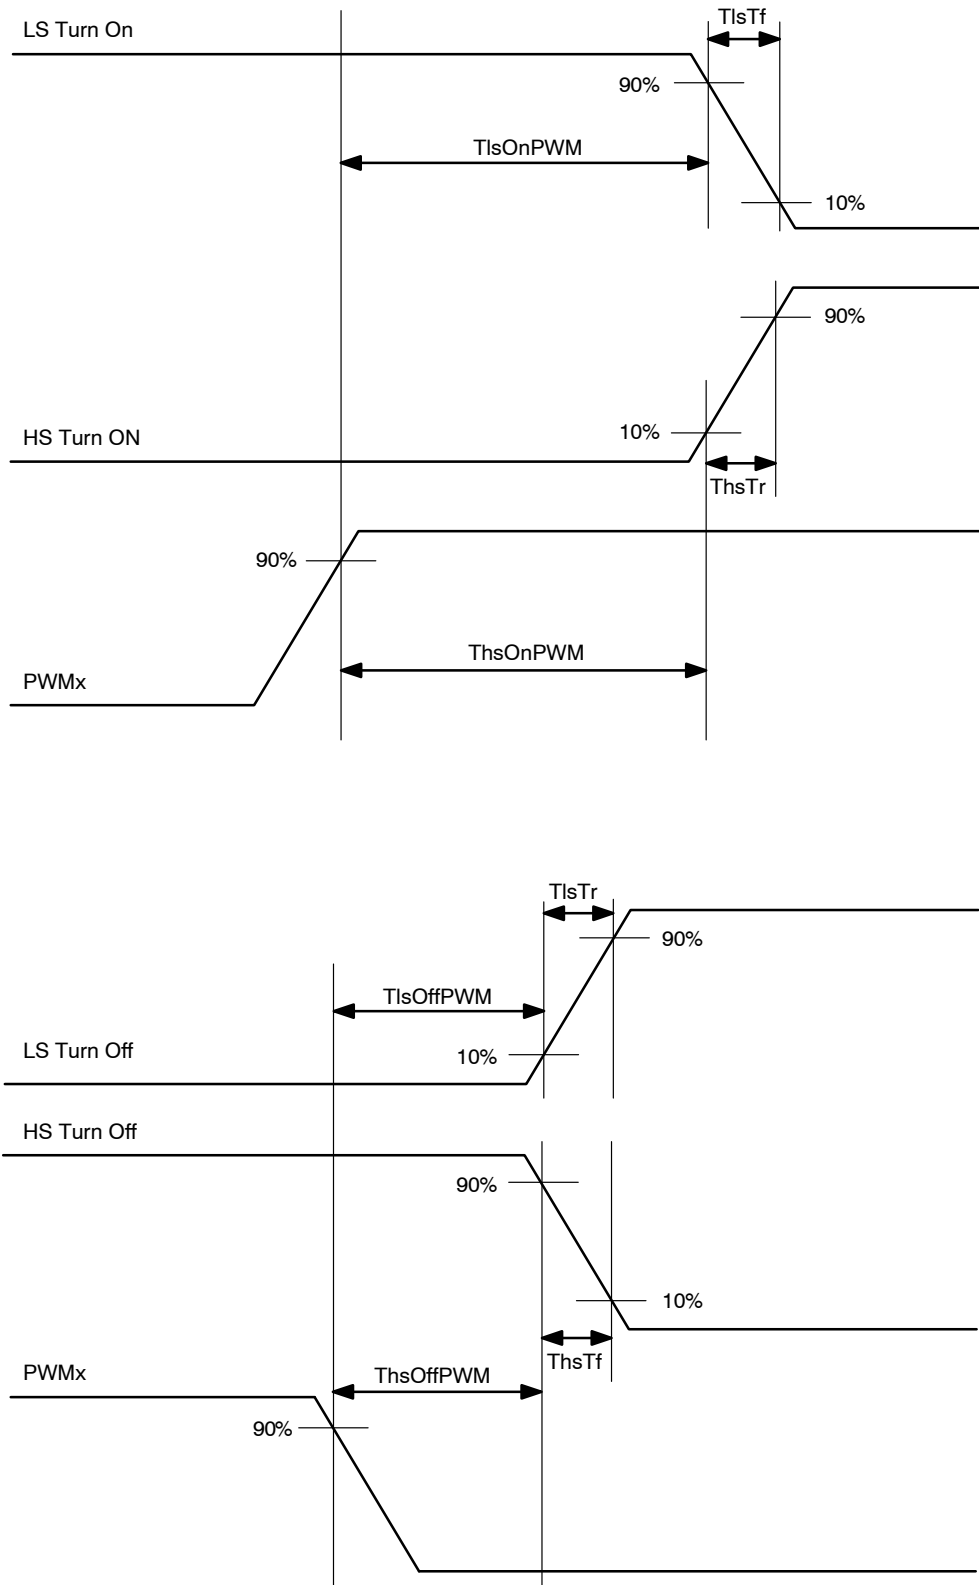 TlsTf
LS Turn On
90%
TlsOnPWM
10%
90%
10%
HS Turn ON
ThsTr
90%
ThsOnPWM
PWMx
TlsTr
90%
TlsOffPWM
LS Turn Off
10%
HS Turn Off
90%
10%
ThsTf
PWMx
ThsOffPWM
90%